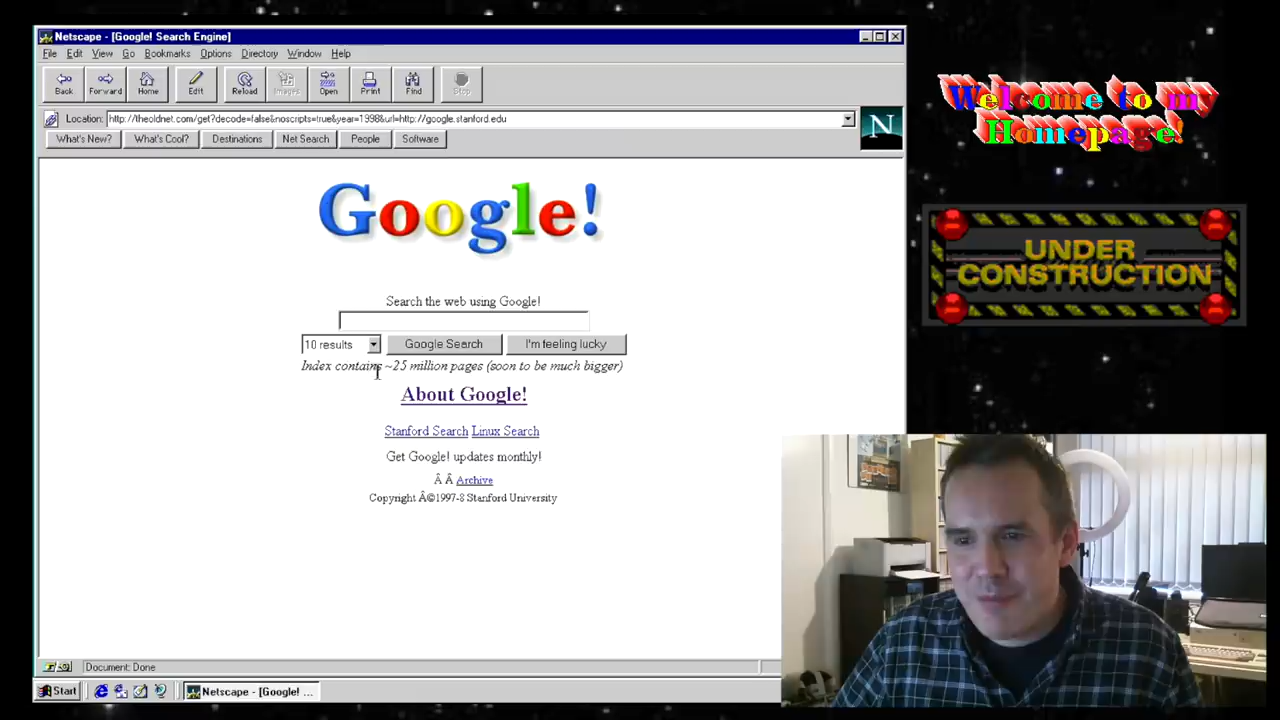 Netscape - [Google! Search Engine]
File Edit View Go Bookmarks Options Directory Window Help
Back Forward Home Edit Reload Images Open Print Find Stop
Location: http://theoldnet.com/get?decode=false&noscripts=true&year=1998&url=http://google.stanford.edu
N
What's New? What's Cool? Destinations Net Search People Software
Welcome to my
Homepage!
UNDER
CONSTRUCTION
Google!
Search the web using Google!
10 results Google Search I'm feeling lucky
Index contains ~25 million pages (soon to be much bigger)
About Google!
Stanford Search Linux Search
Get Google! updates monthly!
Â Â Archive
Copyright Â©1997-8 Stanford University
Document: Done
Start Netscape - [Google! ...